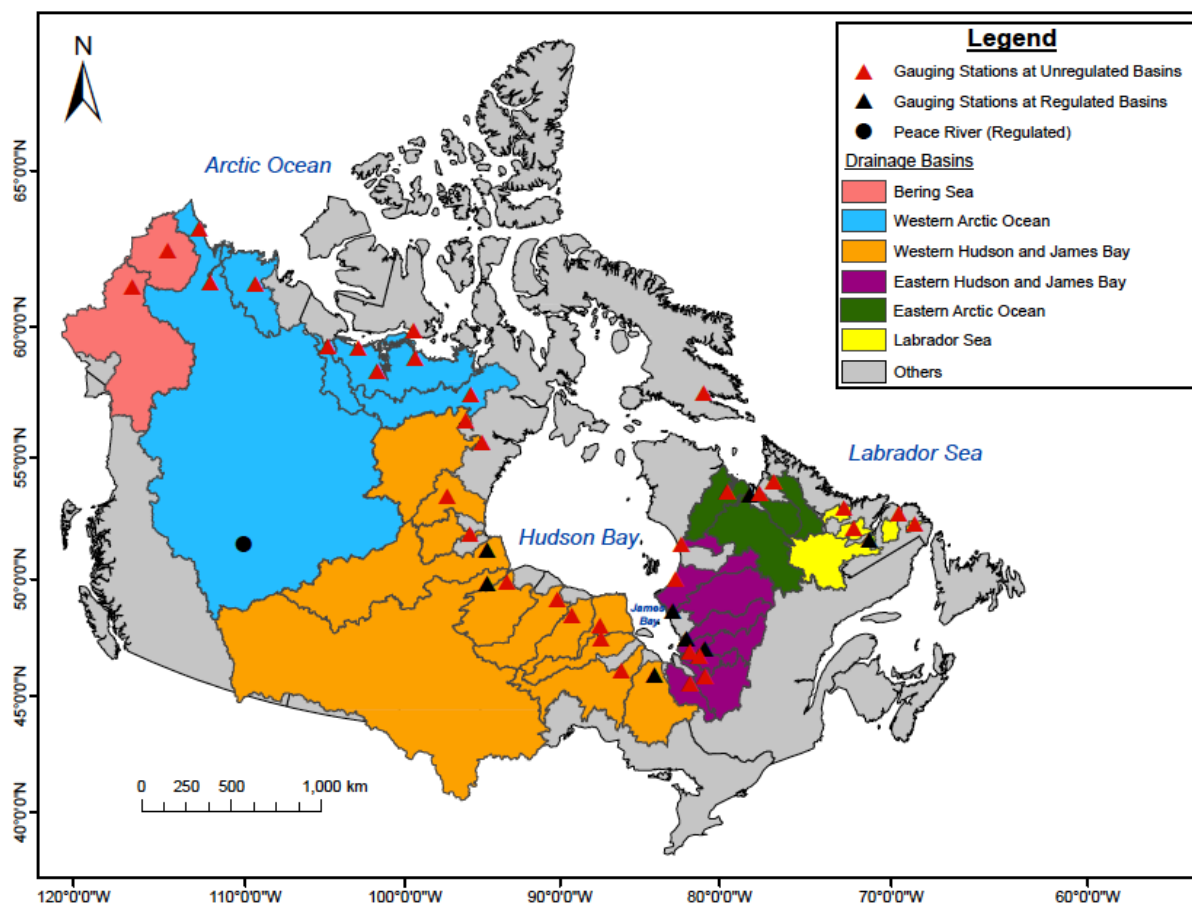 N
Arctic Ocean
Labrador Sea
Hudson Bay
James
Bay
Legend
Gauging Stations at Unregulated Basins
Gauging Stations at Regulated Basins
Peace River (Regulated)
Drainage Basins
Bering Sea
Western Arctic Ocean
Western Hudson and James Bay
Eastern Hudson and James Bay
Eastern Arctic Ocean
Labrador Sea
Others
65°0'0"N
60°0'0"N
55°0'0"N
50°0'0"N
45°0'0"N
40°0'0"N
0 250 500 1,000 km
120°0'0"W 110°0'0"W 100°0'0"W 90°0'0"W 80°0'0"W 70°0'0"W 60°0'0"W